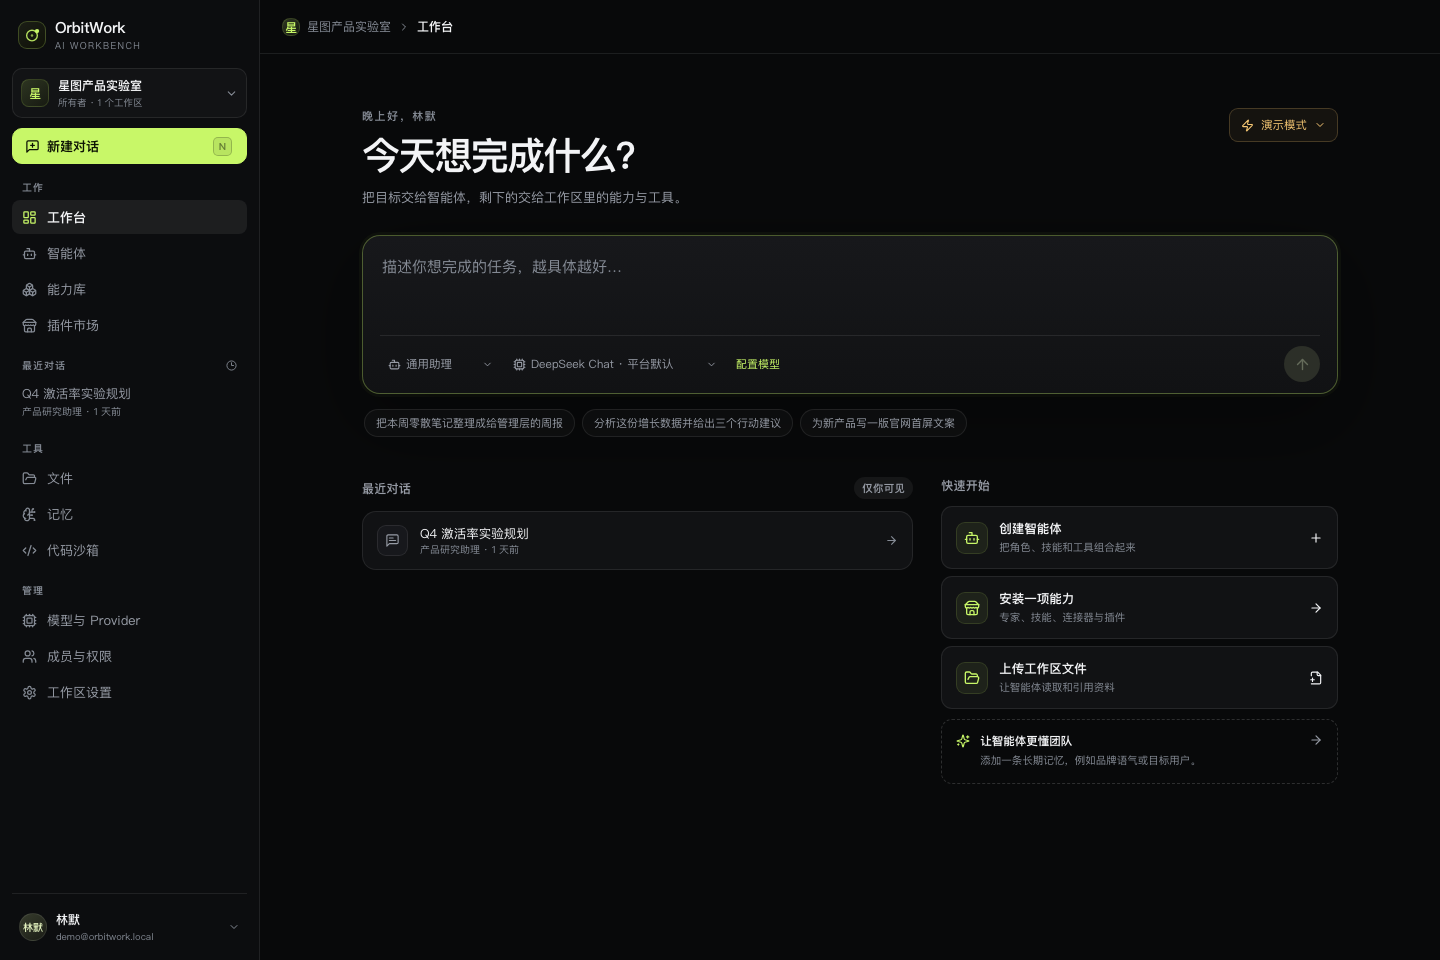 OrbitWork
AI WORKBENCH
星
星图产品实验室
所有者 · 1 个工作区
新建对话
N
工作
工作台
智能体
能力库
插件市场
最近对话
Q4 激活率实验规划
产品研究助理 · 1 天前
工具
文件
记忆
代码沙箱
管理
模型与 Provider
成员与权限
工作区设置
林默
林默
demo@orbitwork.local
星 星图产品实验室 工作台
晚上好，林默
今天想完成什么？
把目标交给智能体，剩下的交给工作区里的能力与工具。
演示模式
描述你想完成的任务，越具体越好...
通用助理 DeepSeek Chat · 平台默认 配置模型
把本周零散笔记整理成给管理层的周报 分析这份增长数据并给出三个行动建议 为新产品写一版官网首屏文案
最近对话 仅你可见
Q4 激活率实验规划
产品研究助理 · 1 天前
快速开始
创建智能体
把角色、技能和工具组合起来
安装一项能力
专家、技能、连接器与插件
上传工作区文件
让智能体读取和引用资料
让智能体更懂团队
添加一条长期记忆，例如品牌语气或目标用户。